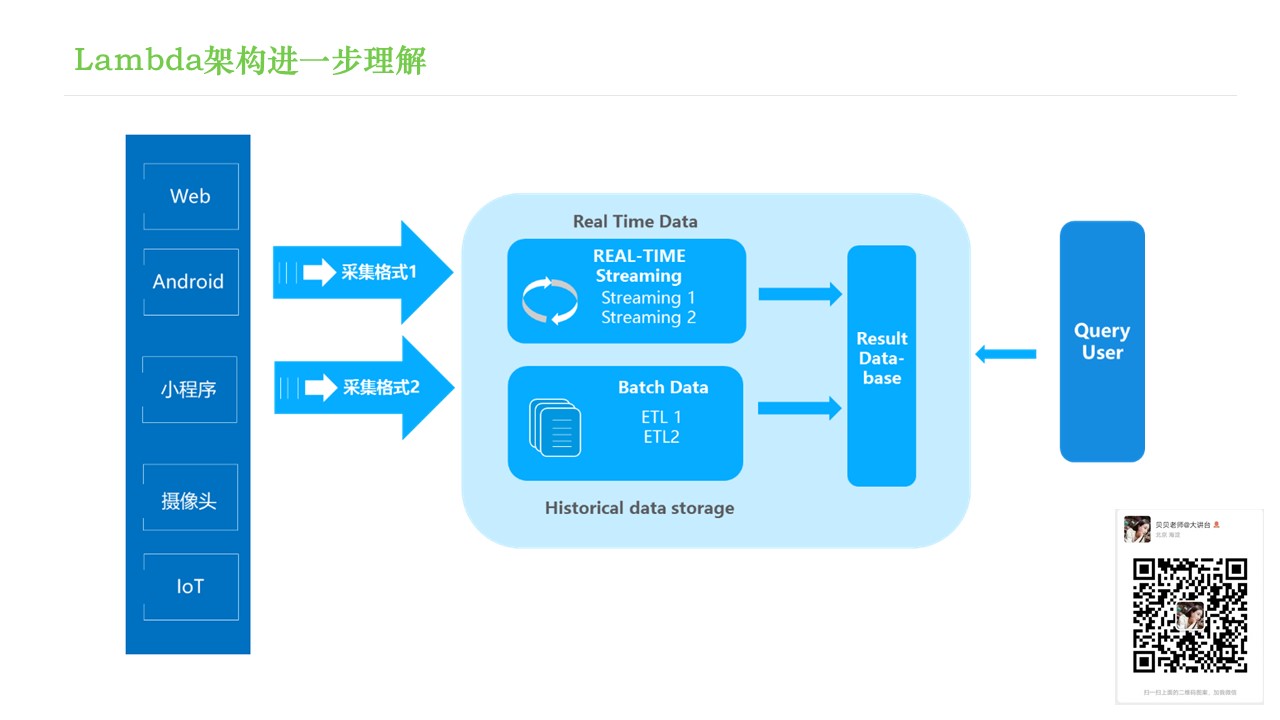 Lambda架构进一步理解
Web
Android
小程序
摄像头
IoT
采集格式1
采集格式2
Real Time Data
REAL-TIME
Streaming
Streaming 1
Streaming 2
Batch Data
ETL 1
ETL2
Historical data storage
Result
Data-
base
Query
User
贝贝老师@大讲台
北京 海淀
扫一扫上面的二维码图案，加我微信